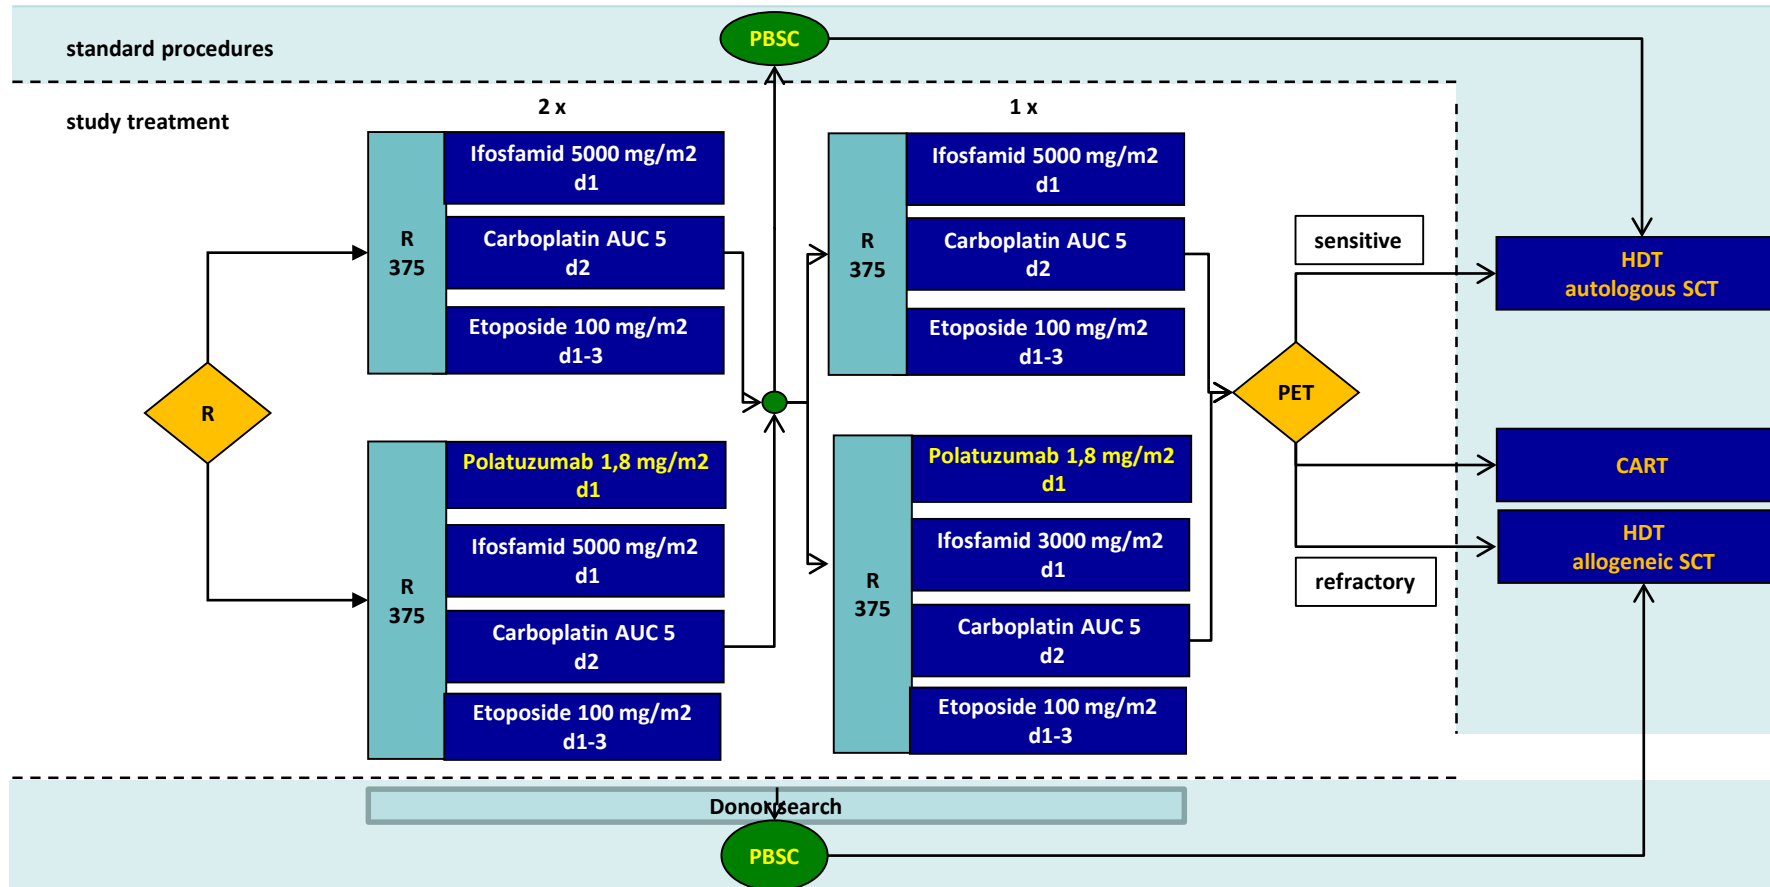 PBSC
standard procedures
study treatment
2 x
1 x
R
375
Ifosfamid 5000 mg/m2
d1
Carboplatin AUC 5
d2
Etoposide 100 mg/m2
d1-3
R
375
Ifosfamid 5000 mg/m2
d1
Carboplatin AUC 5
d2
Etoposide 100 mg/m2
d1-3
sensitive
HDT
autologous SCT
R
PET
R
375
Polatuzumab 1,8 mg/m2
d1
Ifosfamid 5000 mg/m2
d1
Carboplatin AUC 5
d2
Etoposide 100 mg/m2
d1-3
R
375
Polatuzumab 1,8 mg/m2
d1
Ifosfamid 3000 mg/m2
d1
Carboplatin AUC 5
d2
Etoposide 100 mg/m2
d1-3
CART
HDT
allogeneic SCT
refractory
Donor search
PBSC